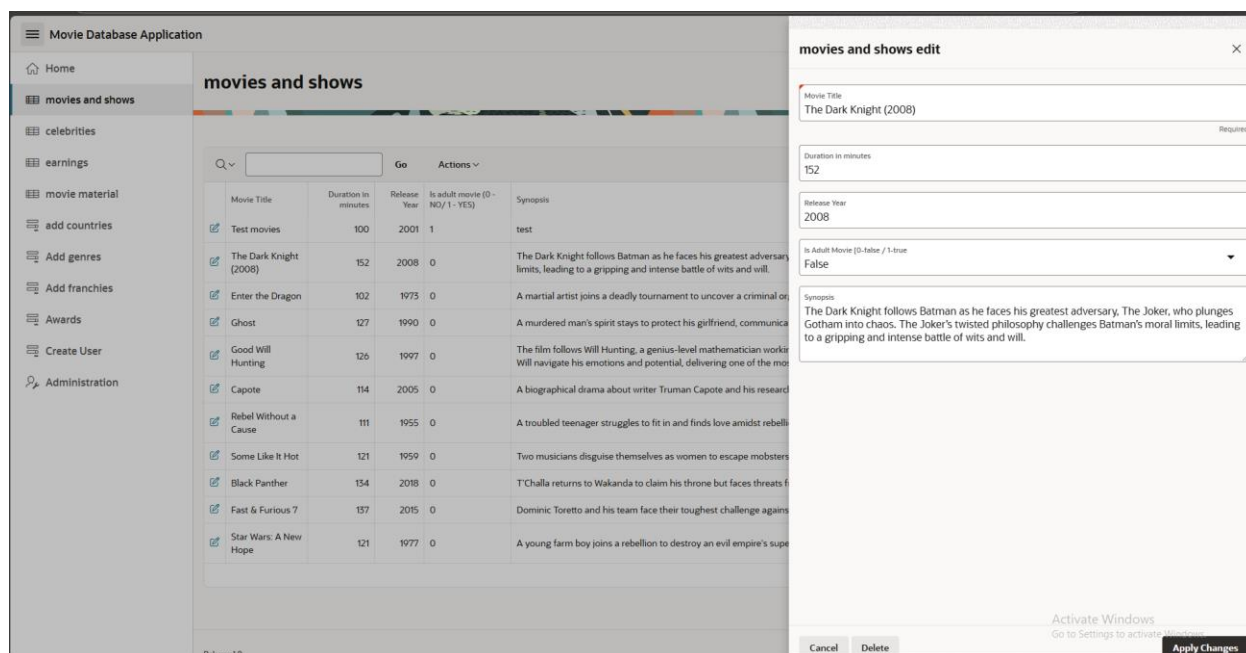 Movie Database Application
Home
movies and shows
celebrities
earnings
movie material
add countries
Add genres
Add franchies
Awards
Create User
Administration
movies and shows
Go Actions
Movie Title Duration in minutes Release Year Is adult movie (0 - NO/ 1 - YES) Synopsis
Test movies 100 2001 1 test
The Dark Knight (2008) 152 2008 0 The Dark Knight follows Batman as he faces his greatest adversary
limits, leading to a gripping and intense battle of wits and will.
Enter the Dragon 102 1973 0 A martial artist joins a deadly tournament to uncover a criminal
Ghost 127 1990 0 A murdered man's spirit stays to protect his girlfriend,
Good Will Hunting 126 1997 0 The film follows Will Hunting, a genius-level mathematician
Will navigate his emotions and potential, delivering one of the
Capote 114 2005 0 A biographical drama about writer Truman Capote and his
Rebel Without a Cause 111 1955 0 A troubled teenager struggles to fit in and finds love amidst
Some Like It Hot 121 1959 0 Two musicians disguise themselves as women to escape mobsters
Black Panther 134 2018 0 T'Challa returns to Wakanda to claim his throne but faces threats
Fast & Furious 7 137 2015 0 Dominic Toretto and his team face their toughest challenge
Star Wars: A New Hope 121 1977 0 A young farm boy joins a rebellion to destroy an evil empire's
movies and shows edit
Movie Title
The Dark Knight (2008)
Duration in minutes
152
Release Year
2008
Is Adult Movie [0-false / 1-true
False
Synopsis
The Dark Knight follows Batman as he faces his greatest adversary, The Joker, who plunges
Gotham into chaos. The Joker's twisted philosophy challenges Batman's moral limits, leading
to a gripping and intense battle of wits and will.
Activate Windows
Go to Settings to activate Windows.
Cancel Delete Apply Changes